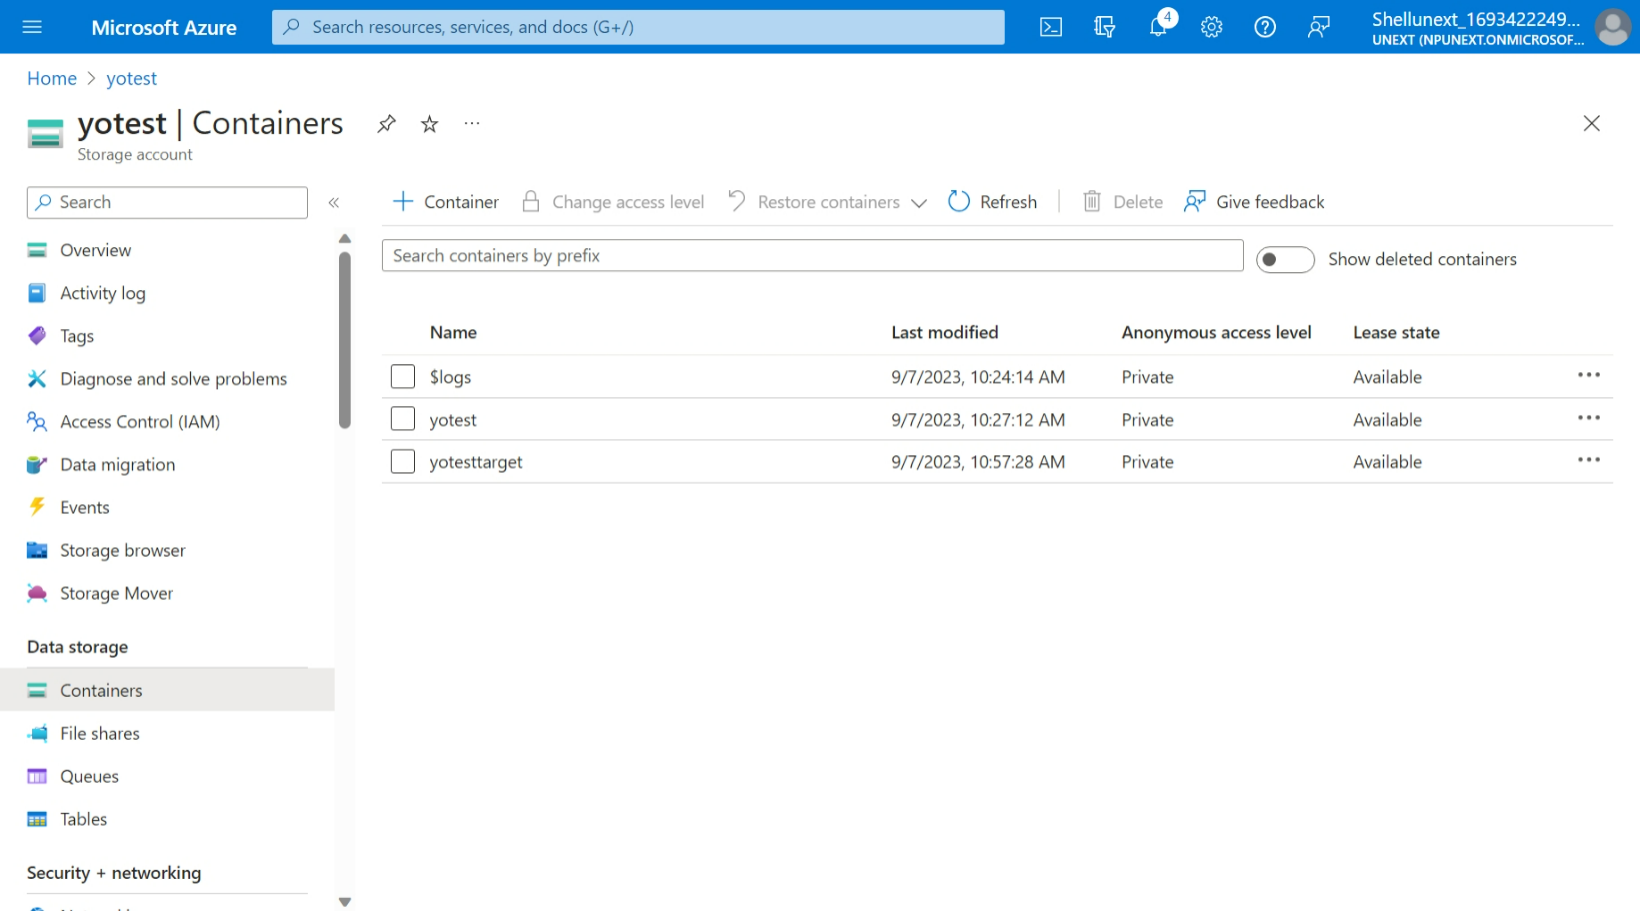 Microsoft Azure
Search resources, services, and docs (G+/)
4
Shellunext_1693422249...
UNEXT (NPUNEXT.ONMICROSOF...
Home > yotest
yotest | Containers
...
Storage account
Search
«
Container
Change access level
Restore containers
Refresh
Delete
Give feedback
Search containers by prefix
Show deleted containers
Overview
Activity log
Tags
Diagnose and solve problems
Access Control (IAM)
Data migration
Events
Storage browser
Storage Mover
Data storage
Containers
File shares
Queues
Tables
Security + networking
Name Last modified Anonymous access level Lease state
$logs 9/7/2023, 10:24:14 AM Private Available ...
yotest 9/7/2023, 10:27:12 AM Private Available ...
yotesttarget 9/7/2023, 10:57:28 AM Private Available ...